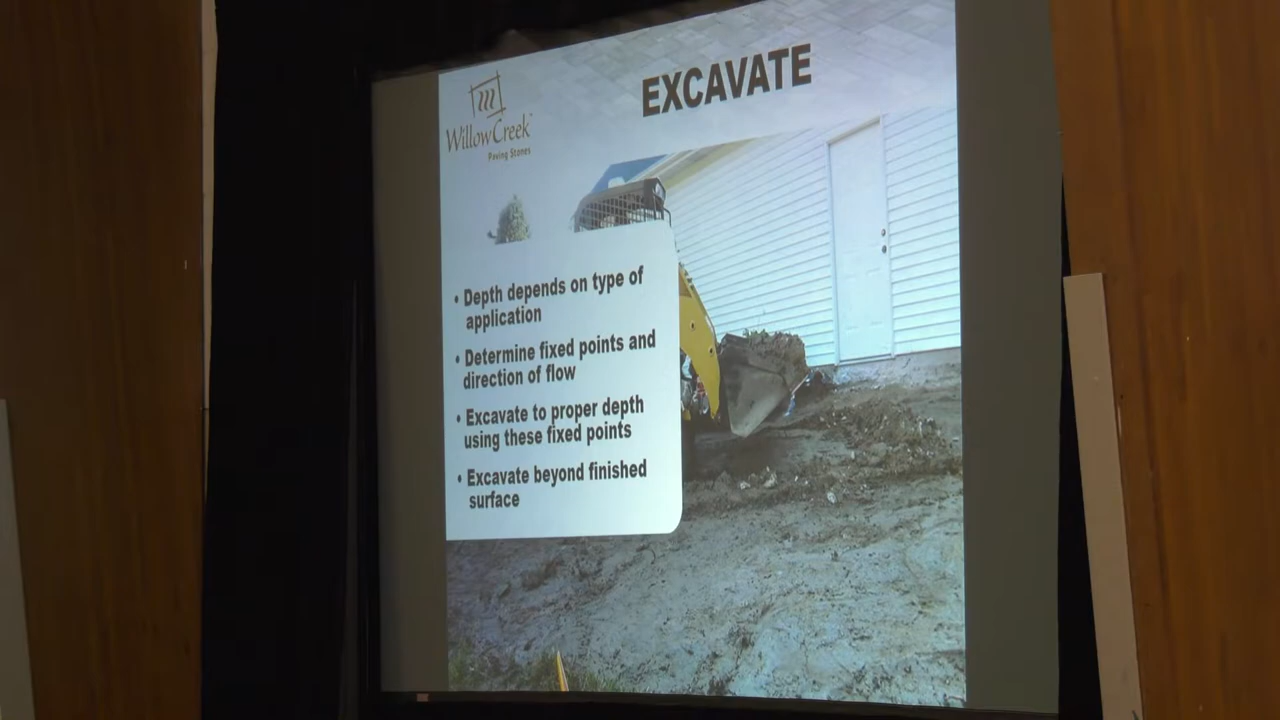 EXCAVATE
WillowCreek
Paving Stones
• Depth depends on type of
application
• Determine fixed points and
direction of flow
• Excavate to proper depth
using these fixed points
• Excavate beyond finished
surface